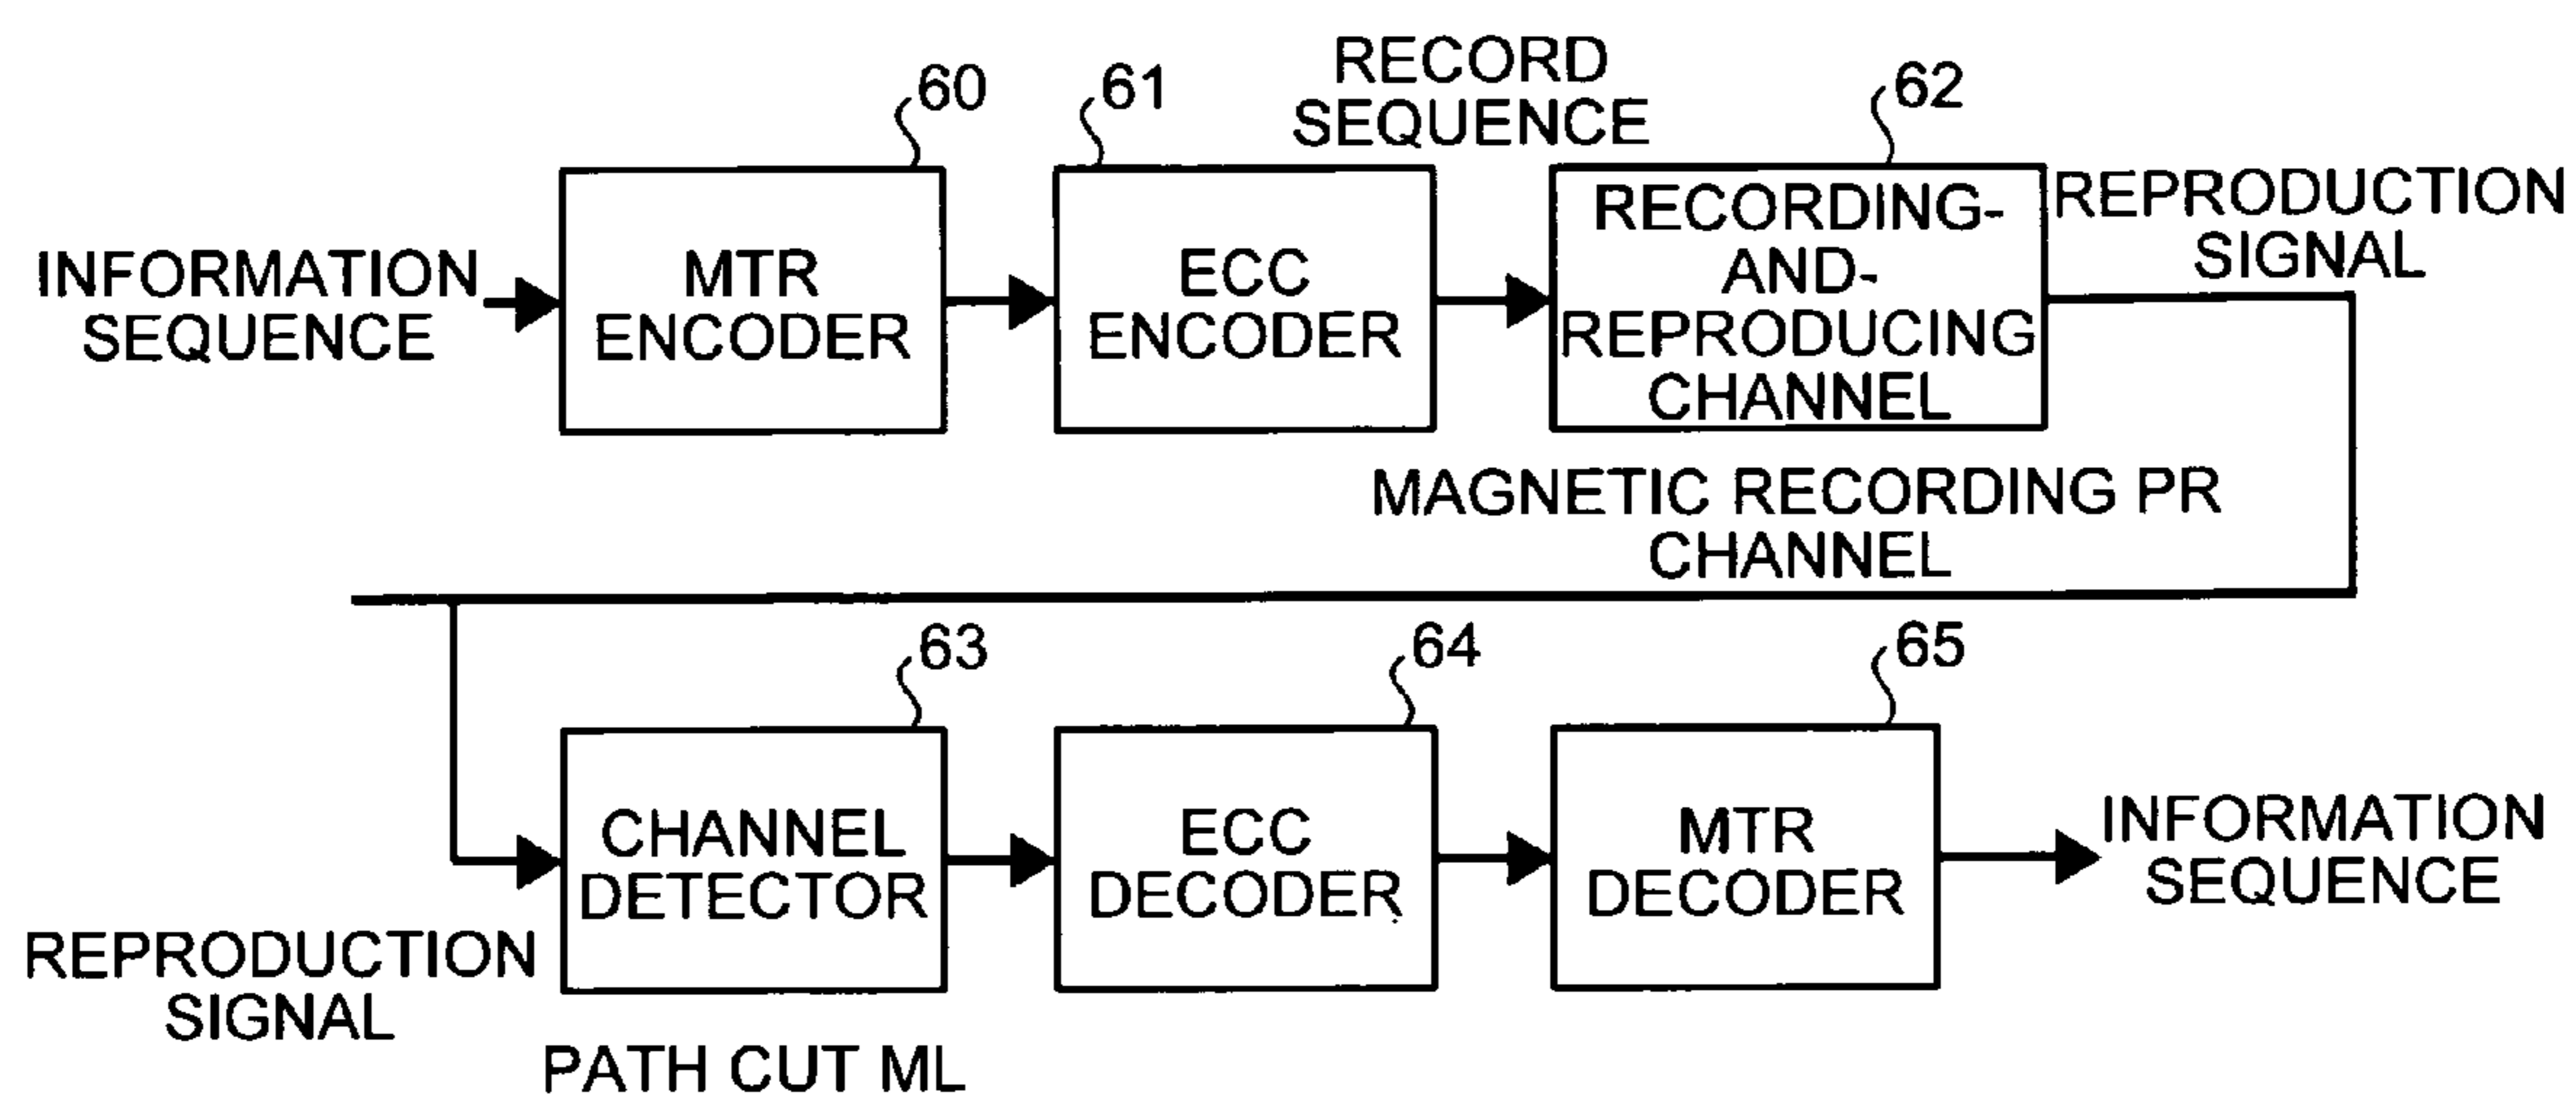 60
61
RECORD
SEQUENCE
62
INFORMATION
SEQUENCE
MTR
ENCODER
ECC
ENCODER
RECORDING-
AND-
REPRODUCING
CHANNEL
REPRODUCTION
SIGNAL
MAGNETIC RECORDING PR
CHANNEL
63
64
65
REPRODUCTION
SIGNAL
CHANNEL
DETECTOR
PATH CUT ML
ECC
DECODER
MTR
DECODER
INFORMATION
SEQUENCE